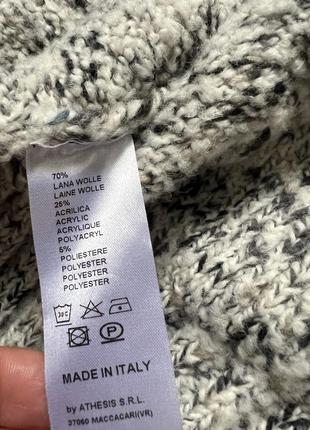 70%
LANA WOLLE
LAINE WOLLE
25%
ACRILICA
ACRYLIC
ACRYLIQUE
POLYACRYL
5%
POLIESTERE
POLYESTER
POLYESTER
POLYESTER
30C
P
MADE IN ITALY
by ATHESIS S.R.L.
37060 MACCACARI(VR)